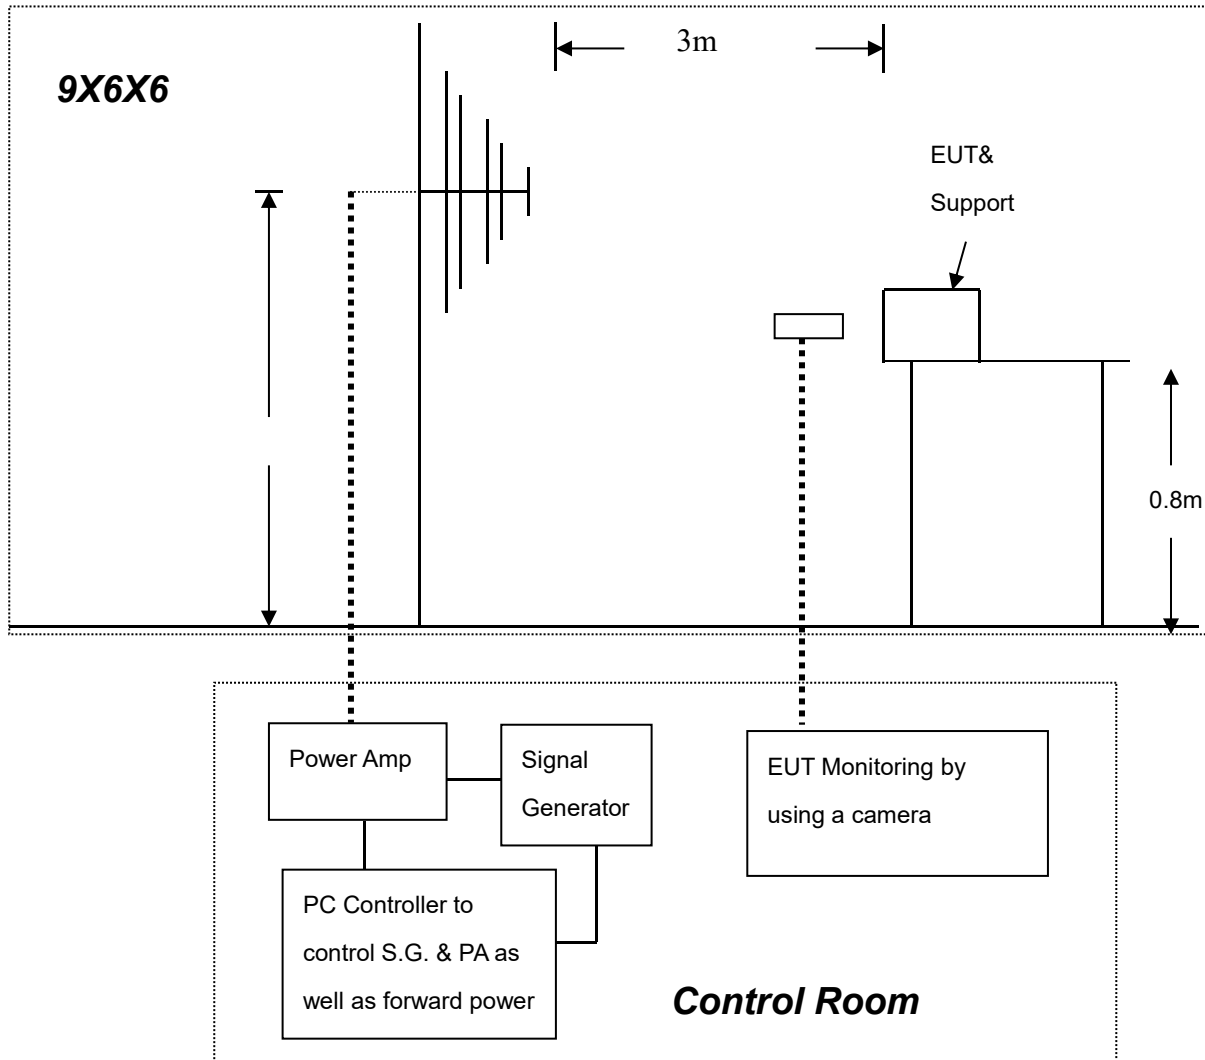 3m
9X6X6
EUT&
Support
0.8m
Power Amp
Signal
Generator
EUT Monitoring by
using a camera
PC Controller to
control S.G. & PA as
well as forward power
Control Room